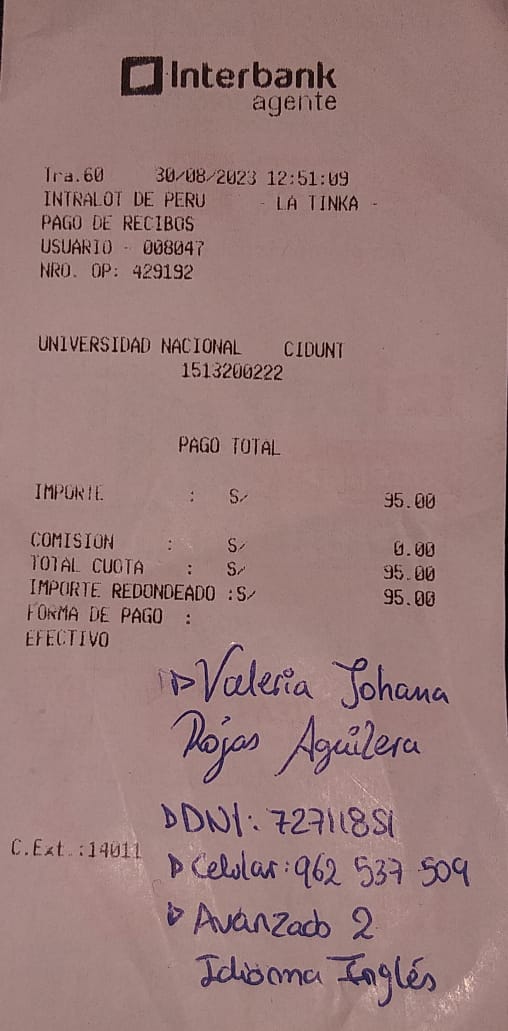 Interbank
agente
Tra.60 30/08/2023 12:51:09
INTRALOT DE PERU - LA TINKA -
PAGO DE RECIBOS
USUARIO - 008047
NRO. OP: 429192
UNIVERSIDAD NACIONAL CIDUNT
1513200222
PAGO TOTAL
IMPORTE : S/ 95.00
COMISION : S/ 0.00
TOTAL CUOTA : S/ 95.00
IMPORTE REDONDEADO :S/ 95.00
FORMA DE PAGO :
EFECTIVO
Valeria Johana
Rojas Aguilera
DNI: 72711851
C.Ext.:14011
Celular: 962 537 509
Avanzado 2
Idioma Inglés